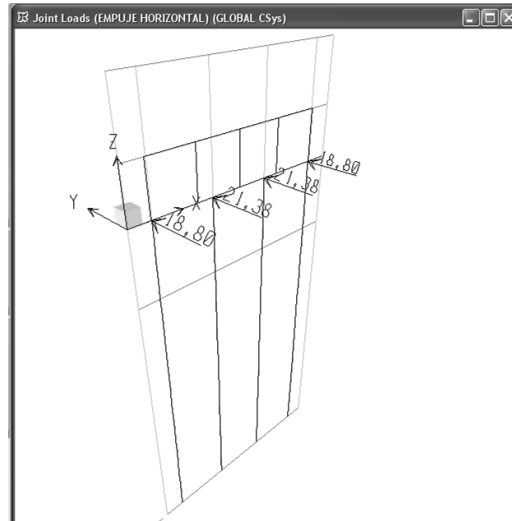 Joint Loads (EMPUJE HORIZONTAL) (GLOBAL CSys)
Z
Y
X
18,80
21,38
21,38
18,80